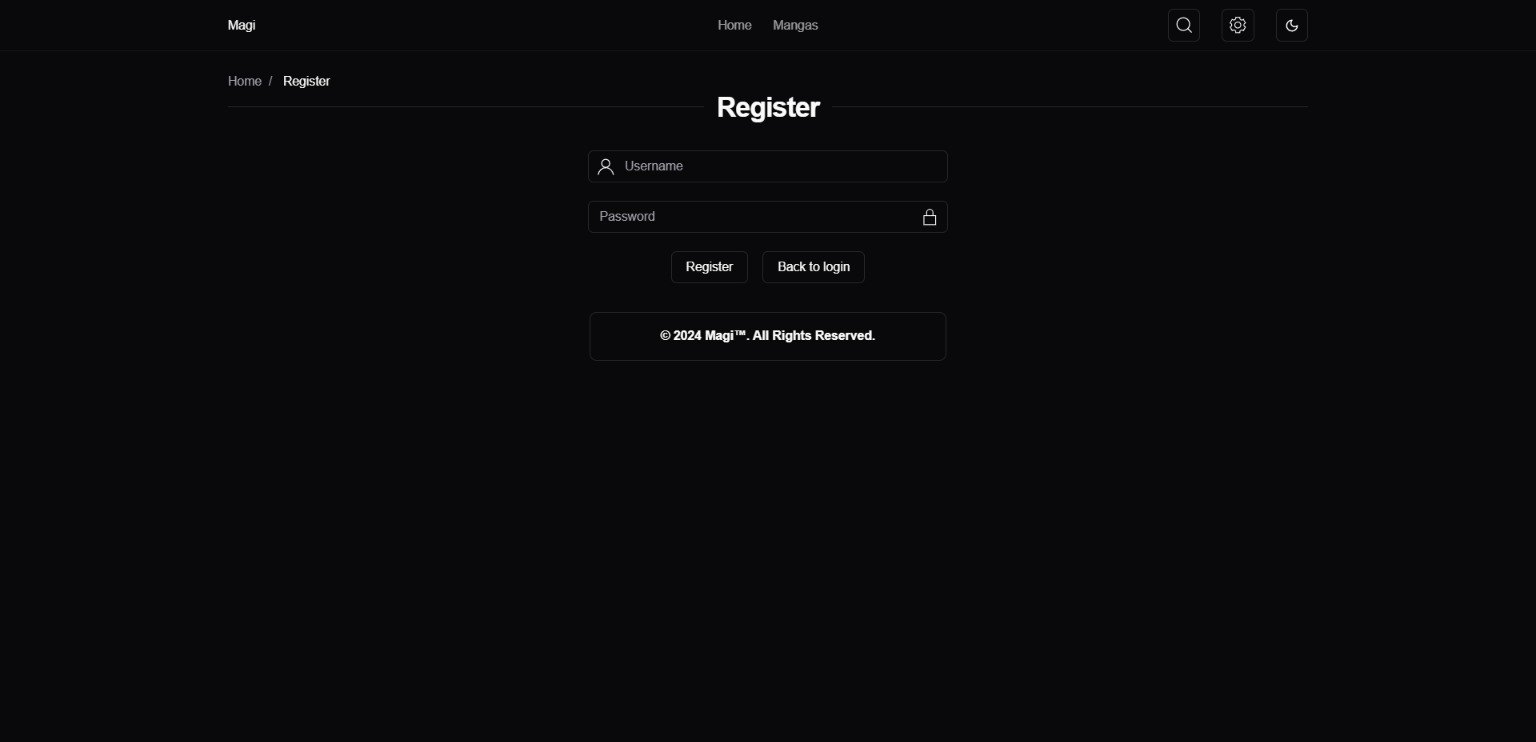 Magi
Home Mangas
Home / Register
Register
Username
Password
Register Back to login
© 2024 Magi™. All Rights Reserved.